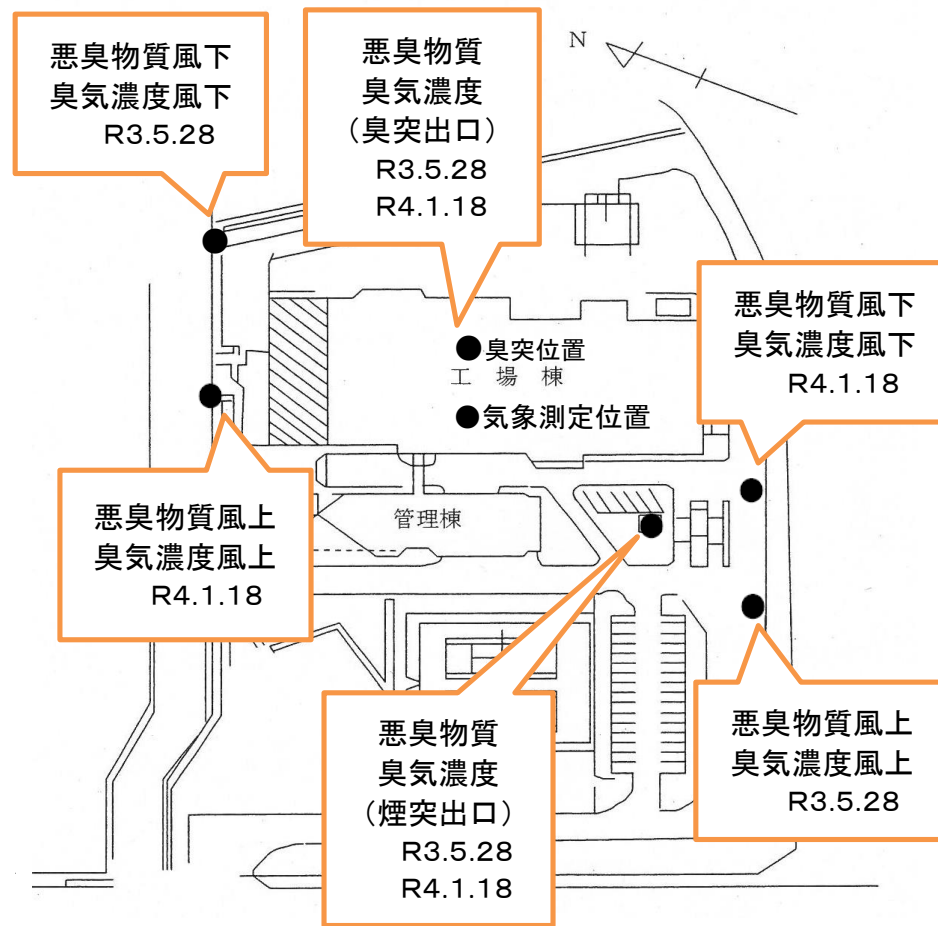 悪臭物質風下
臭気濃度風下
R3.5.28
悪臭物質
臭気濃度
（臭突出口）
R3.5.28
R4.1.18
N
悪臭物質風下
臭気濃度風下
R4.1.18
臭突位置
工場棟
気象測定位置
悪臭物質風上
臭気濃度風上
R4.1.18
管理棟
悪臭物質
臭気濃度
（煙突出口）
R3.5.28
R4.1.18
悪臭物質風上
臭気濃度風上
R3.5.28